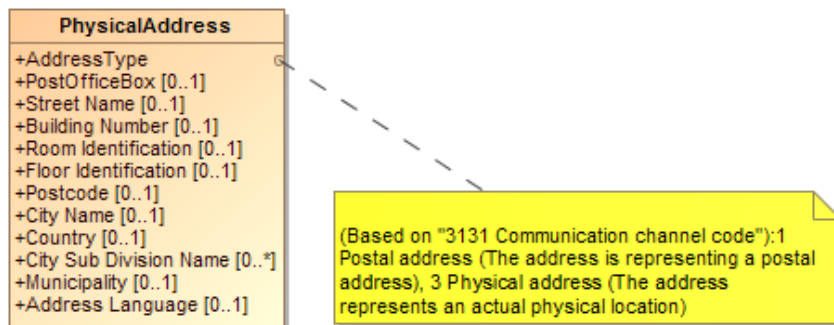 PhysicalAddress
+AddressType
+PostOfficeBox [0..1]
+Street Name [0..1]
+Building Number [0..1]
+Room Identification [0..1]
+Floor Identification [0..1]
+Postcode [0..1]
+City Name [0..1]
+Country [0..1]
+City Sub Division Name [0..*]
+Municipality [0..1]
+Address Language [0..1]
(Based on "3131 Communication channel code"):1
Postal address (The address is representing a postal
address), 3 Physical address (The address
represents an actual physical location)